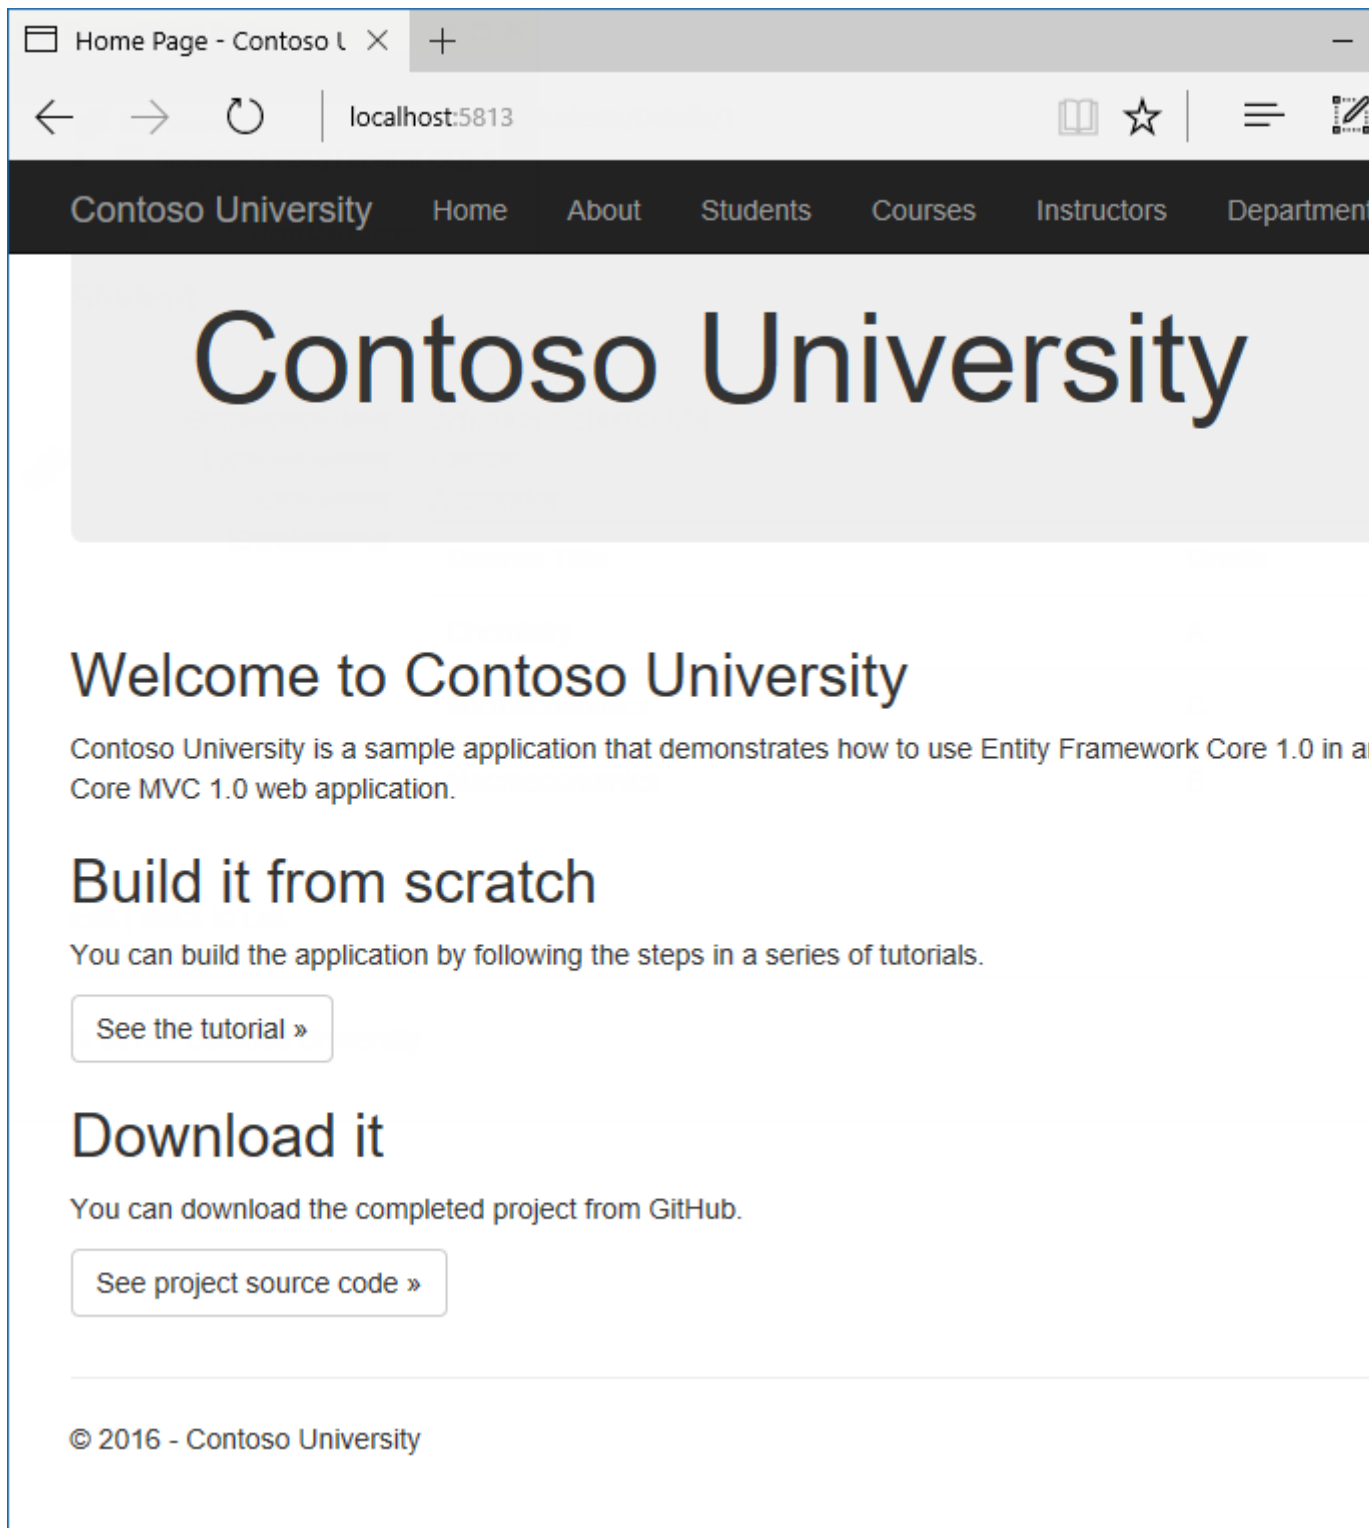 Home Page - Contoso U
localhost:5813
Contoso University Home About Students Courses Instructors Department
Contoso University
Welcome to Contoso University
Contoso University is a sample application that demonstrates how to use Entity Framework Core 1.0 in
Core MVC 1.0 web application.
Build it from scratch
You can build the application by following the steps in a series of tutorials.
See the tutorial »
Download it
You can download the completed project from GitHub.
See project source code »
© 2016 - Contoso University